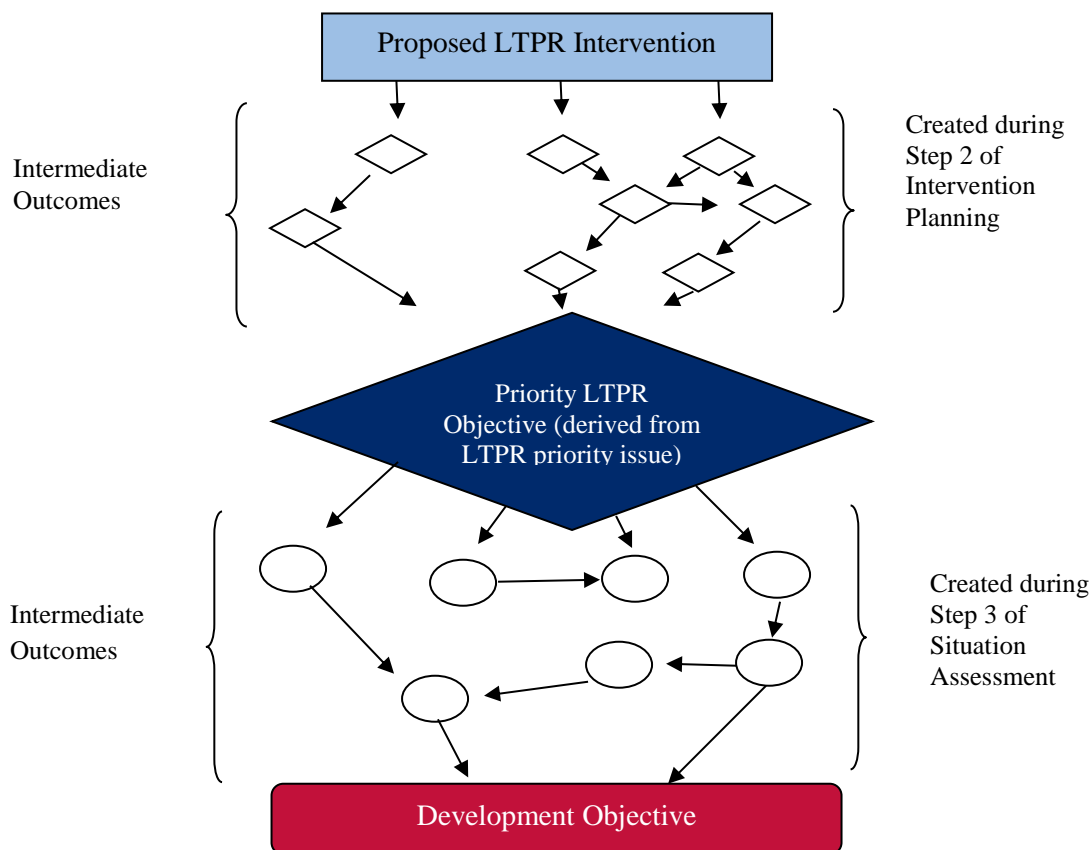 Proposed LTPR Intervention
Intermediate
Outcomes
Created during
Step 2 of
Intervention
Planning
Priority LTPR
Objective (derived from
LTPR priority issue)
Intermediate
Outcomes
Created during
Step 3 of
Situation
Assessment
Development Objective